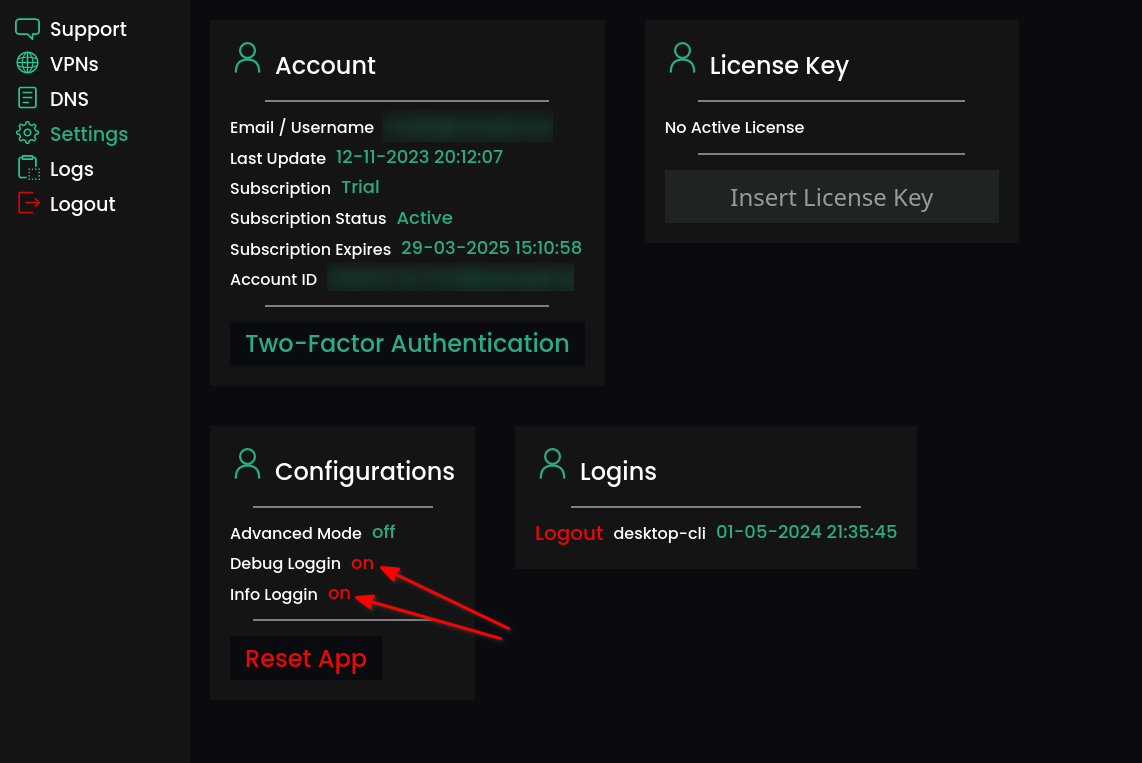 Support
VPNs
DNS
Settings
Logs
Logout
Account
Email / Username
Last Update 12-11-2023 20:12:07
Subscription Trial
Subscription Status Active
Subscription Expires 29-03-2025 15:10:58
Account ID
Two-Factor Authentication
License Key
No Active License
Insert License Key
Configurations
Advanced Mode off
Debug Loggin on
Info Loggin on
Reset App
Logins
Logout desktop-cli 01-05-2024 21:35:45